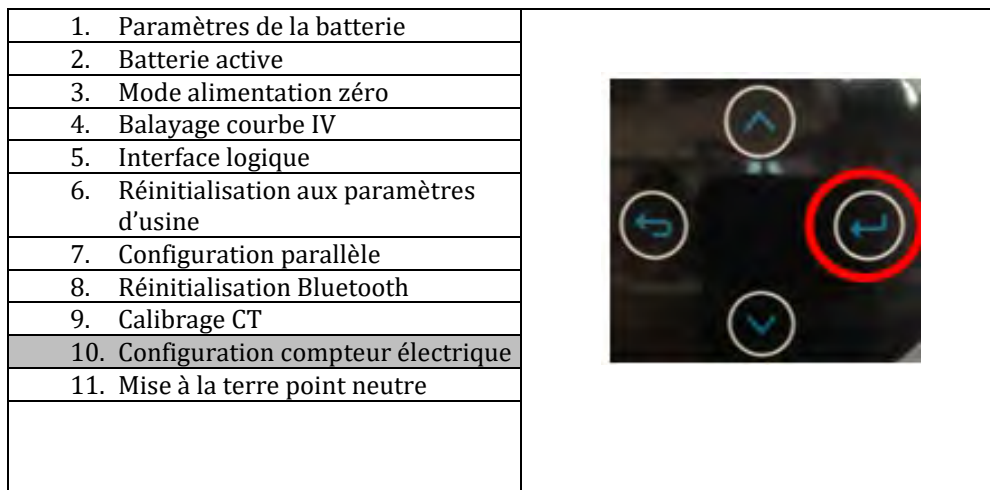 1. Paramètres de la batterie
2. Batterie active
3. Mode alimentation zéro
4. Balayage courbe IV
5. Interface logique
6. Réinitialisation aux paramètres
d’usine
7. Configuration parallèle
8. Réinitialisation Bluetooth
9. Calibrage CT
10. Configuration compteur électrique
11. Mise à la terre point neutre